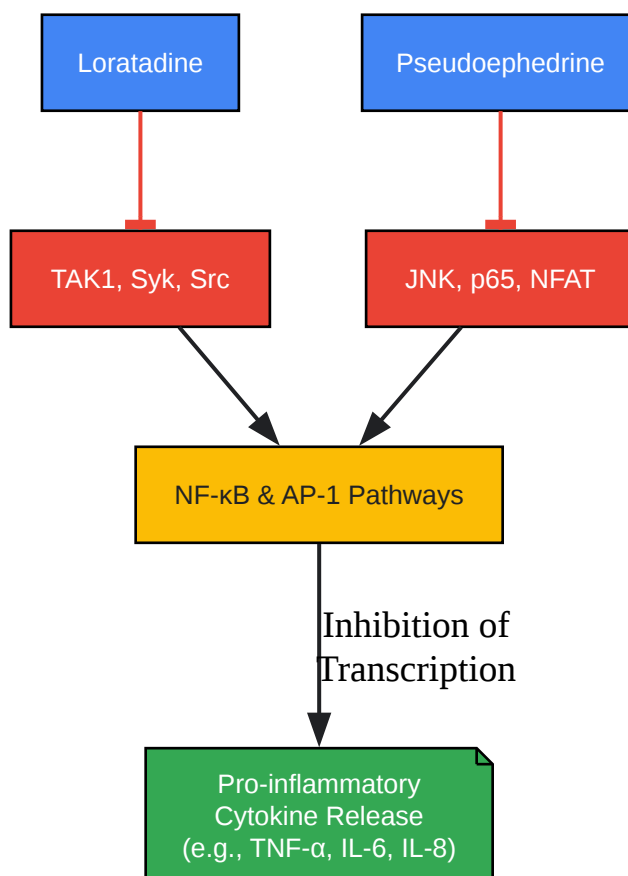 Loratadine
Pseudoephedrine
TAK1, Syk, Src
JNK, p65, NFAT
NF-κB & AP-1 Pathways
Inhibition of
Transcription
Pro-inflammatory
Cytokine Release
(e.g., TNF-α, IL-6, IL-8)